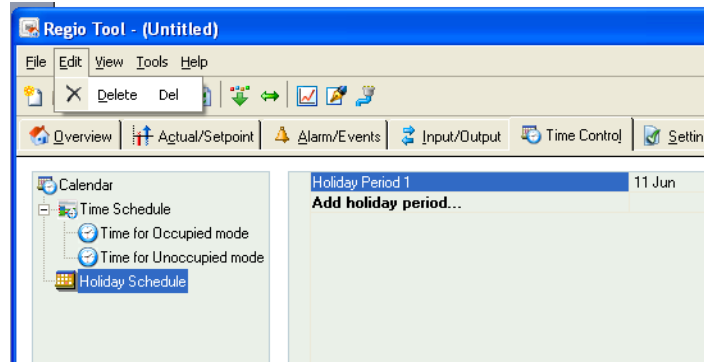 Regio Tool - (Untitled)
File Edit View Tools Help
Delete Del
Overview Actual/Setpoint Alarm/Events Input/Output Time Control
Calendar
Time Schedule
Time for Occupied mode
Time for Unoccupied mode
Holiday Schedule
Holiday Period 1 11 Jun
Add holiday period...